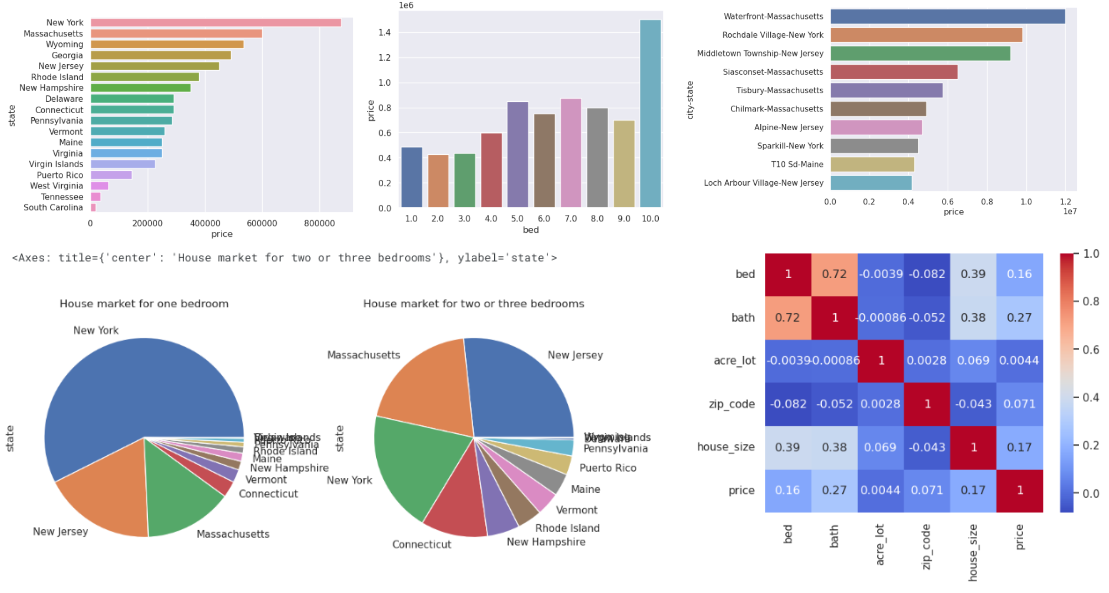 New York
Massachusetts
Wyoming
Georgia
New Jersey
Rhode Island
New Hampshire
Delaware
Connecticut
Pennsylvania
Vermont
Maine
Virginia
Virgin Islands
Puerto Rico
West Virginia
Tennessee
South Carolina
state
0 200000 400000 600000 800000
price
1e6
1.4
1.2
1.0
0.8
0.6
0.4
0.2
0.0
price
1.0 2.0 3.0 4.0 5.0 6.0 7.0 8.0 9.0 10.0
bed
Waterfront-Massachusetts
Rochdale Village-New York
Middletown Township-New Jersey
Siasconset-Massachusetts
Tisbury-Massachusetts
Chilmark-Massachusetts
Alpine-New Jersey
Sparkill-New York
T10 Sd-Maine
Loch Arbour Village-New Jersey
city-state
0.0 0.2 0.4 0.6 0.8 1.0 1.2
price
1e7
<Axes: title={'center': 'House market for two or three bedrooms'}, ylabel='state'>
House market for one bedroom
New York
state
Pennsylvania
Rhode Island
Maine
New Hampshire
Vermont
Connecticut
New Jersey
Massachusetts
House market for two or three bedrooms
Massachusetts
New Jersey
state
Pennsylvania
Puerto Rico
New York
Maine
Vermont
Rhode Island
New Hampshire
Connecticut
bed 1 0.72 -0.0039 -0.082 0.39 0.16
bath 0.72 1 -0.00086 -0.052 0.38 0.27
acre_lot -0.0039 -0.00086 1 0.0028 0.069 0.0044
zip_code -0.082 -0.052 0.0028 1 -0.043 0.071
house_size 0.39 0.38 0.069 -0.043 1 0.17
price 0.16 0.27 0.0044 0.071 0.17 1
bed bath acre_lot zip_code house_size price
1.0
0.8
0.6
0.4
0.2
0.0